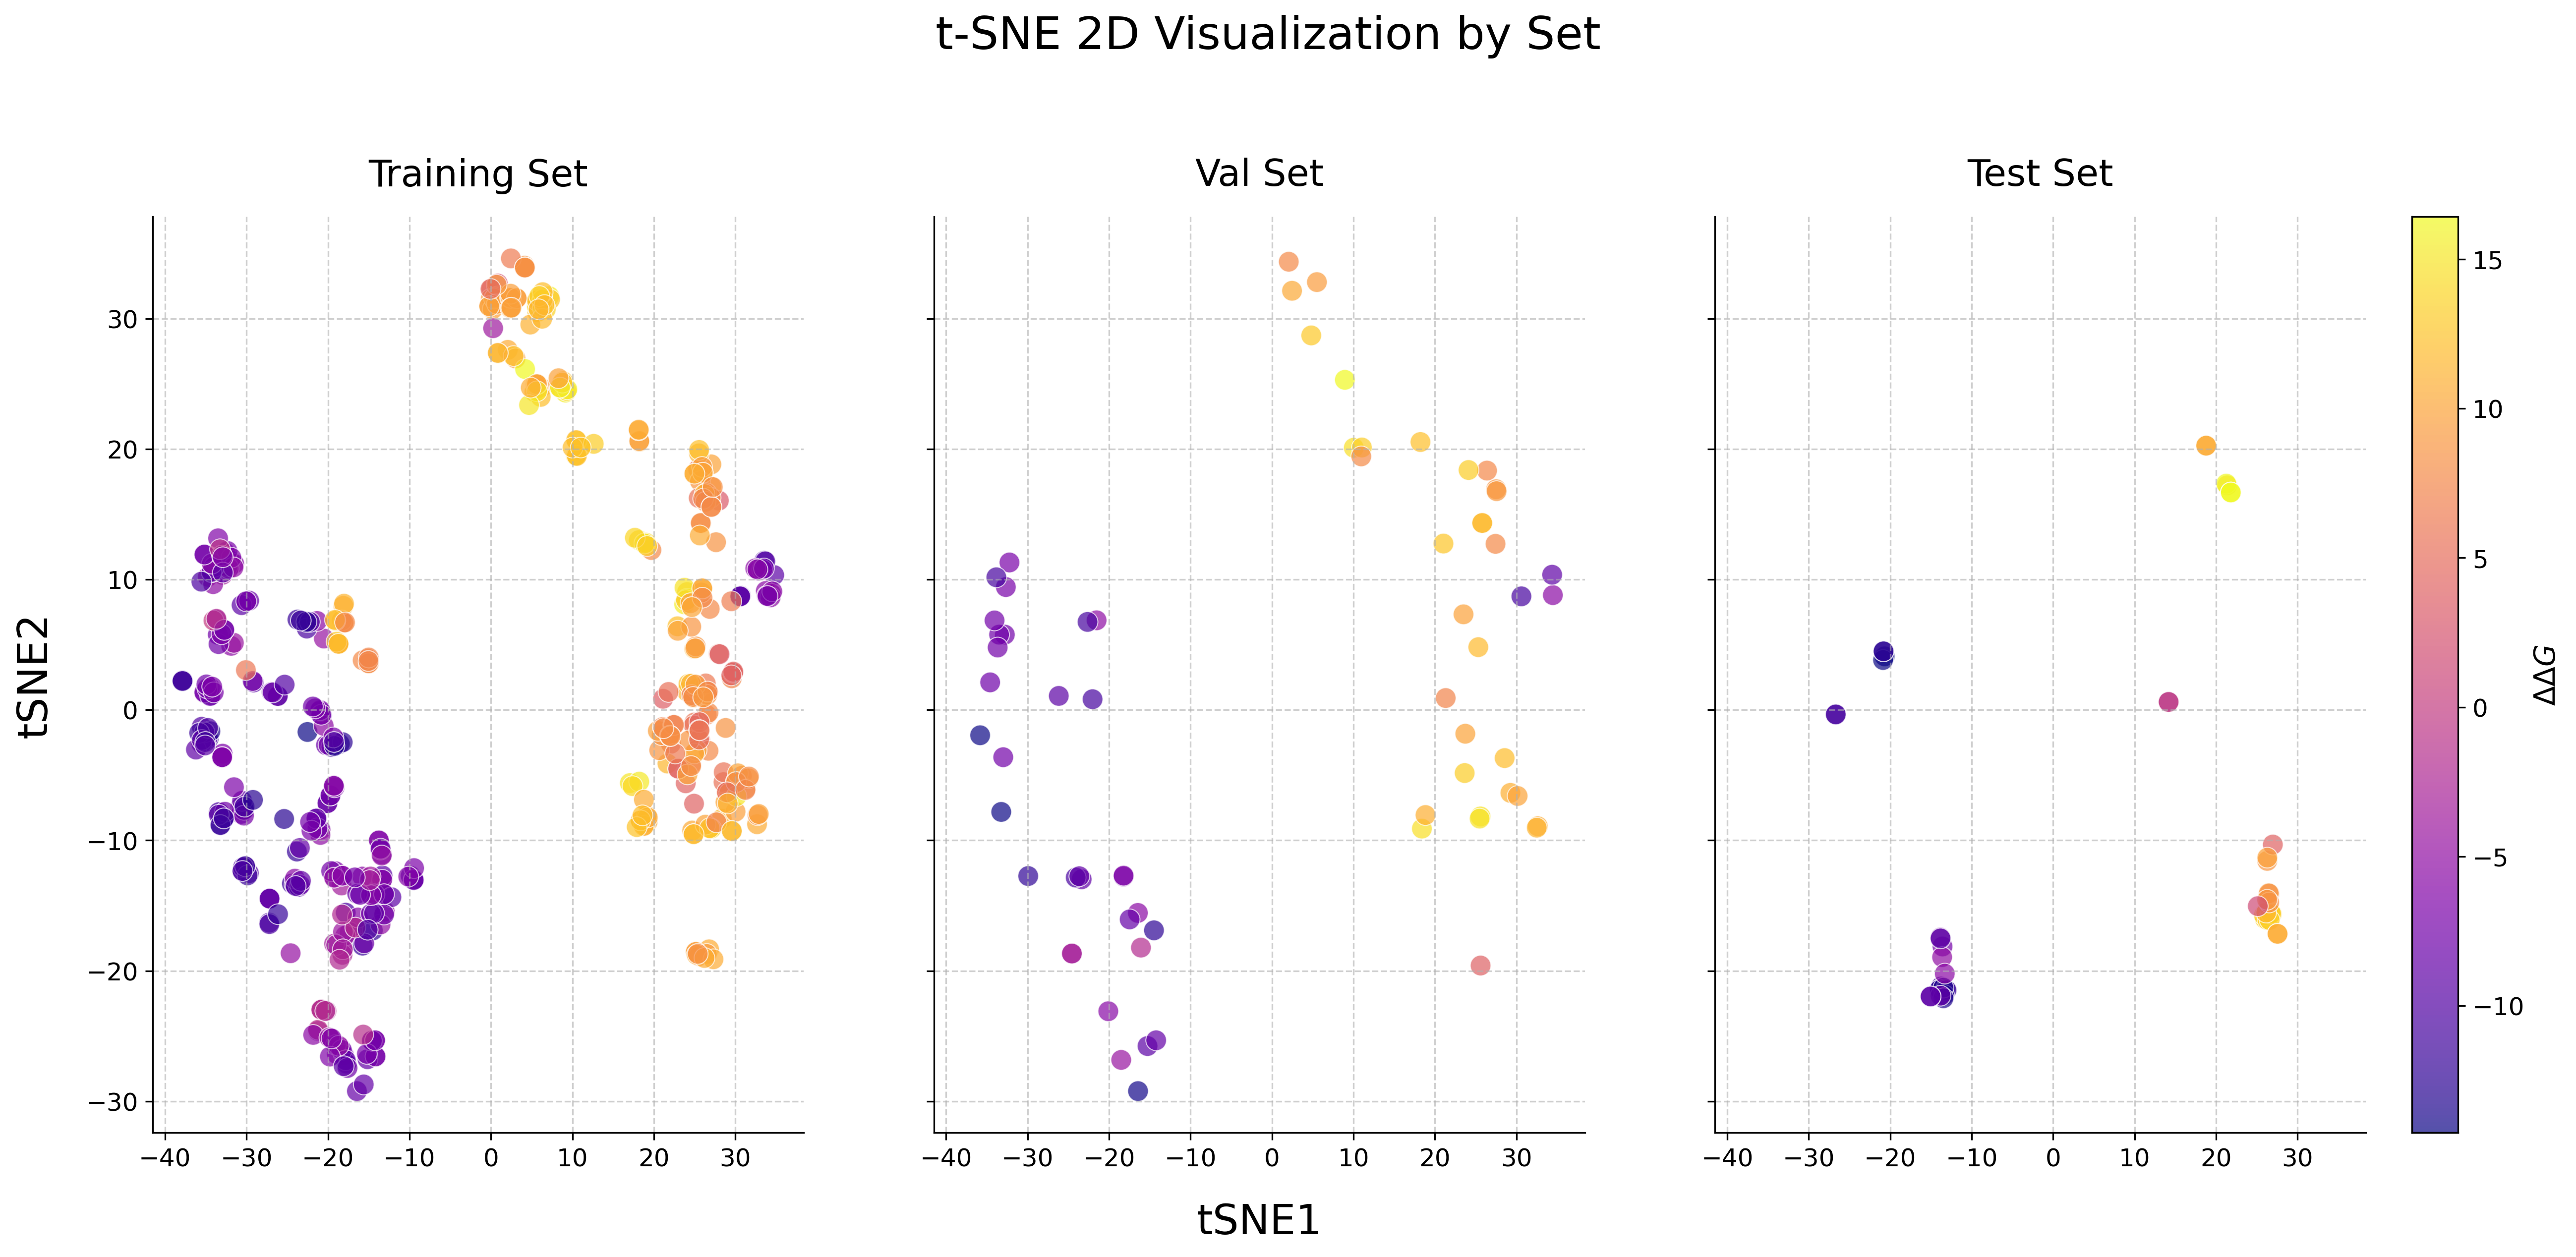 t-SNE 2D Visualization by Set
Training Set
Val Set
Test Set
tSNE2
30
20
10
0
−10
−20
−30
−40 −30 −20 −10 0 10 20 30
−40 −30 −20 −10 0 10 20 30
−40 −30 −20 −10 0 10 20 30
tSNE1
15
10
5
0
−5
−10
ΔΔG